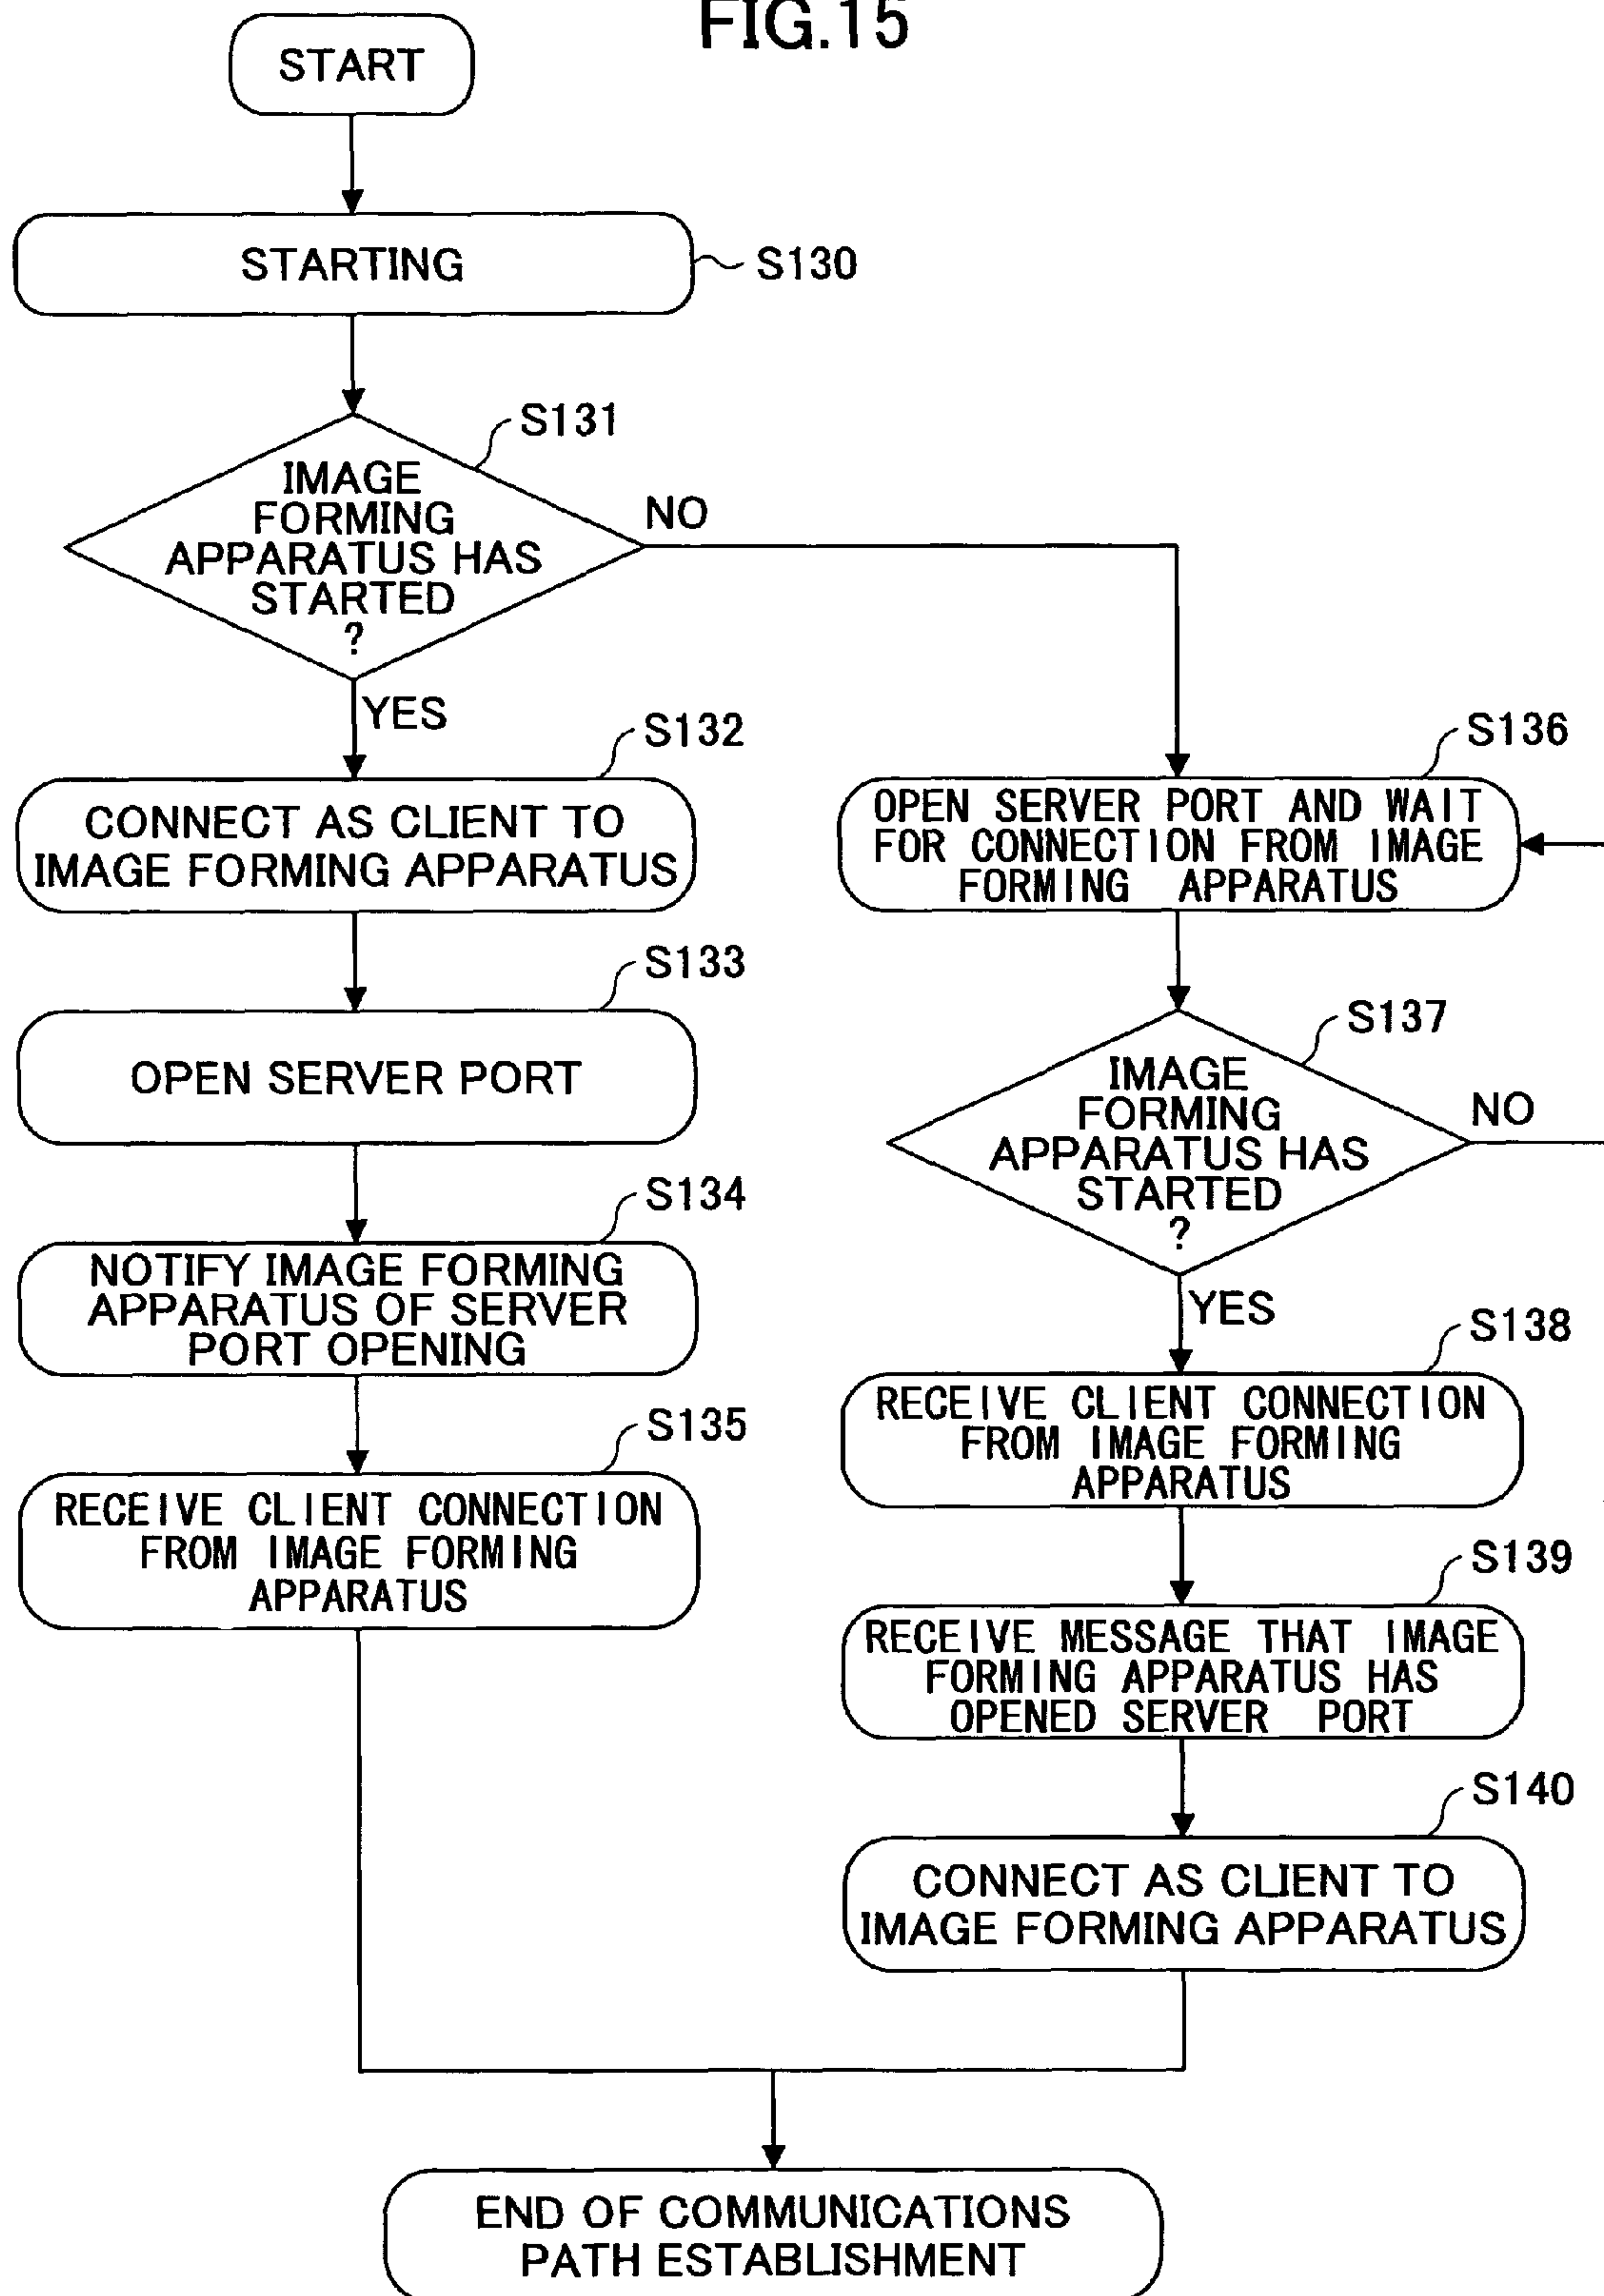 FIG.15
START
STARTING
S130
S131
IMAGE
FORMING
APPARATUS HAS
STARTED
?
NO
YES
S132
CONNECT AS CLIENT TO
IMAGE FORMING APPARATUS
S133
OPEN SERVER PORT
S134
NOTIFY IMAGE FORMING
APPARATUS OF SERVER
PORT OPENING
S135
RECEIVE CLIENT CONNECTION
FROM IMAGE FORMING
APPARATUS
S136
OPEN SERVER PORT AND WAIT
FOR CONNECTION FROM IMAGE
FORMING APPARATUS
S137
IMAGE
FORMING
APPARATUS HAS
STARTED
?
NO
YES
S138
RECEIVE CLIENT CONNECTION
FROM IMAGE FORMING
APPARATUS
S139
RECEIVE MESSAGE THAT IMAGE
FORMING APPARATUS HAS
OPENED SERVER PORT
S140
CONNECT AS CLIENT TO
IMAGE FORMING APPARATUS
END OF COMMUNICATIONS
PATH ESTABLISHMENT